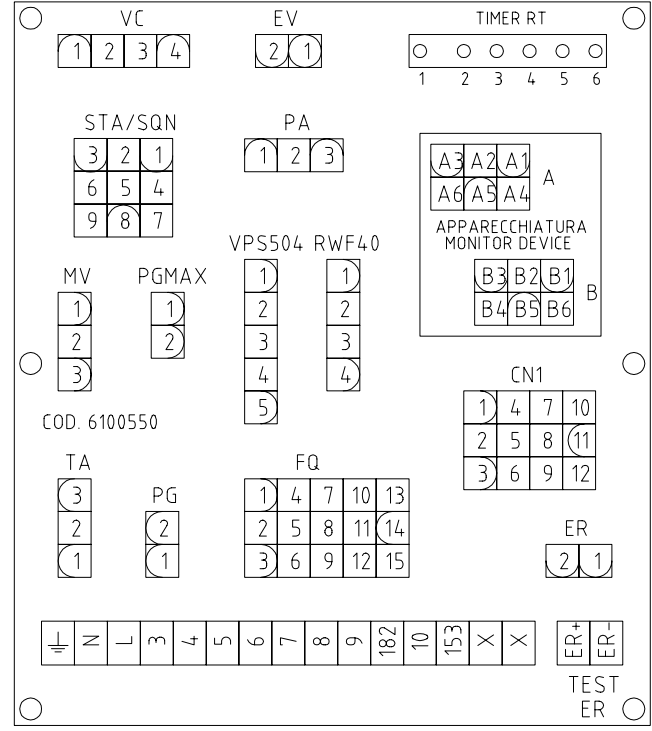 VC EV TIMER RT
1 2 3 4 2 1
1 2 3 4 5 6
STA/SQN PA
3 2 1 1 2 3
6 5 4
9 8 7
A3 A2 A1
A6 A5 A4 A
APPARECCHIATURA
MONITOR DEVICE
B3 B2 B1
B4 B5 B6 B
VPS504 RWF40
1 1
2 2
3 3
4 4
5
MV PGMAX
1 1
2 2
3
CN1
1 4 7 10
2 5 8 11
3 6 9 12
COD. 6100550
TA PG FQ
3 2
2 1
1
1 4 7 10 13
2 5 8 11 14
3 6 9 12 15
ER
2 1
N L 3 4 5 6 7 8 9 182 10 153 X X ER+ ER-
TEST
ER